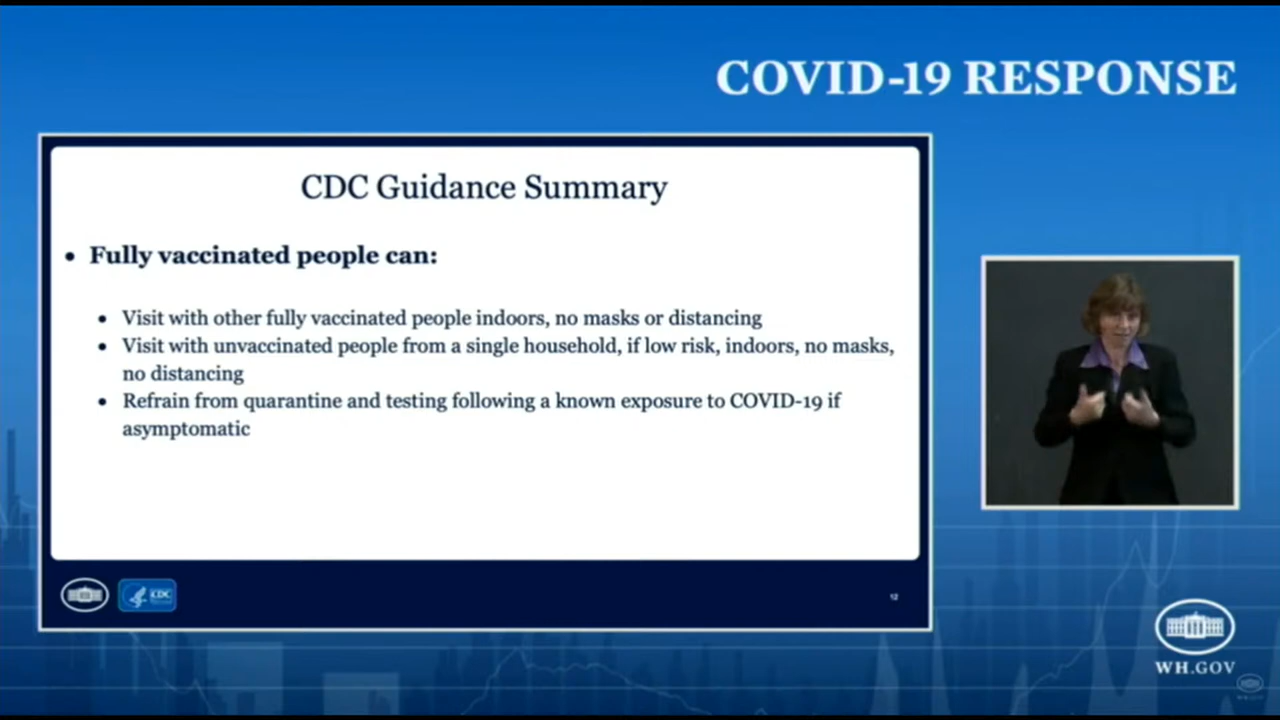 COVID-19 RESPONSE
CDC Guidance Summary
• Fully vaccinated people can:
• Visit with other fully vaccinated people indoors, no masks or distancing
• Visit with unvaccinated people from a single household, if low risk, indoors, no masks,
no distancing
• Refrain from quarantine and testing following a known exposure to COVID-19 if
asymptomatic
CDC
12
WH.GOV